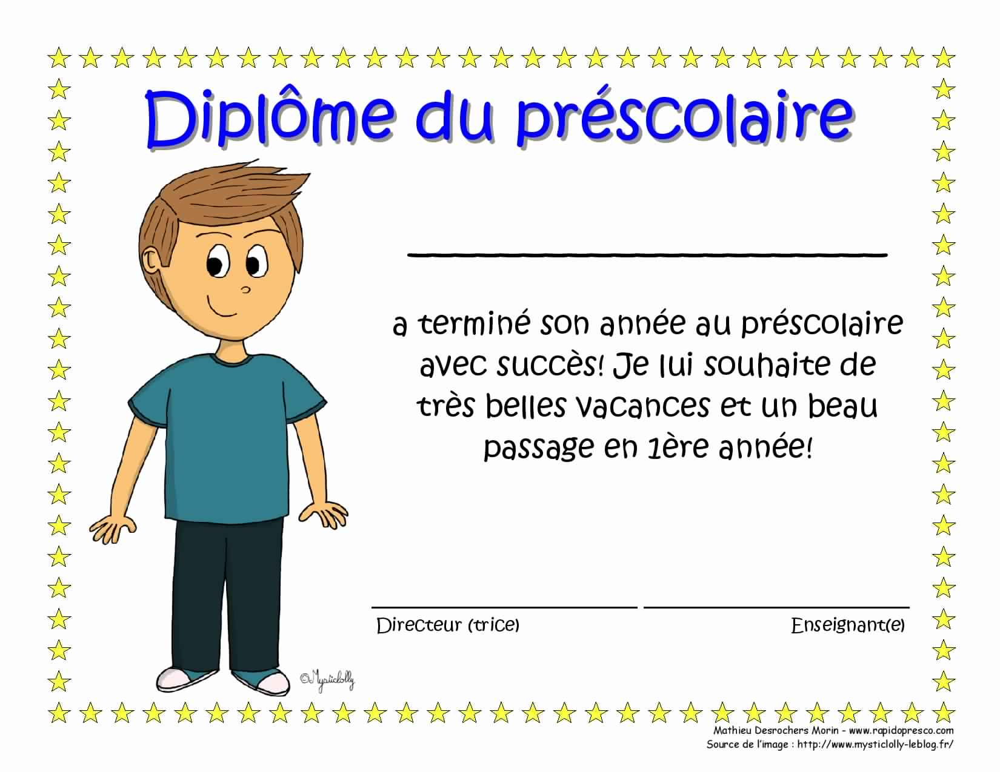 Diplôme du préscolaire
a terminé son année au préscolaire
avec succès! Je lui souhaite de
très belles vacances et un beau
passage en 1ère année!
Directeur (trice)
Enseignant(e)
©Mysticlolly
Mathieu Desrochers Morin - www.rapidopresco.com
Source de l'image : http://www.mysticlolly-leblog.fr/